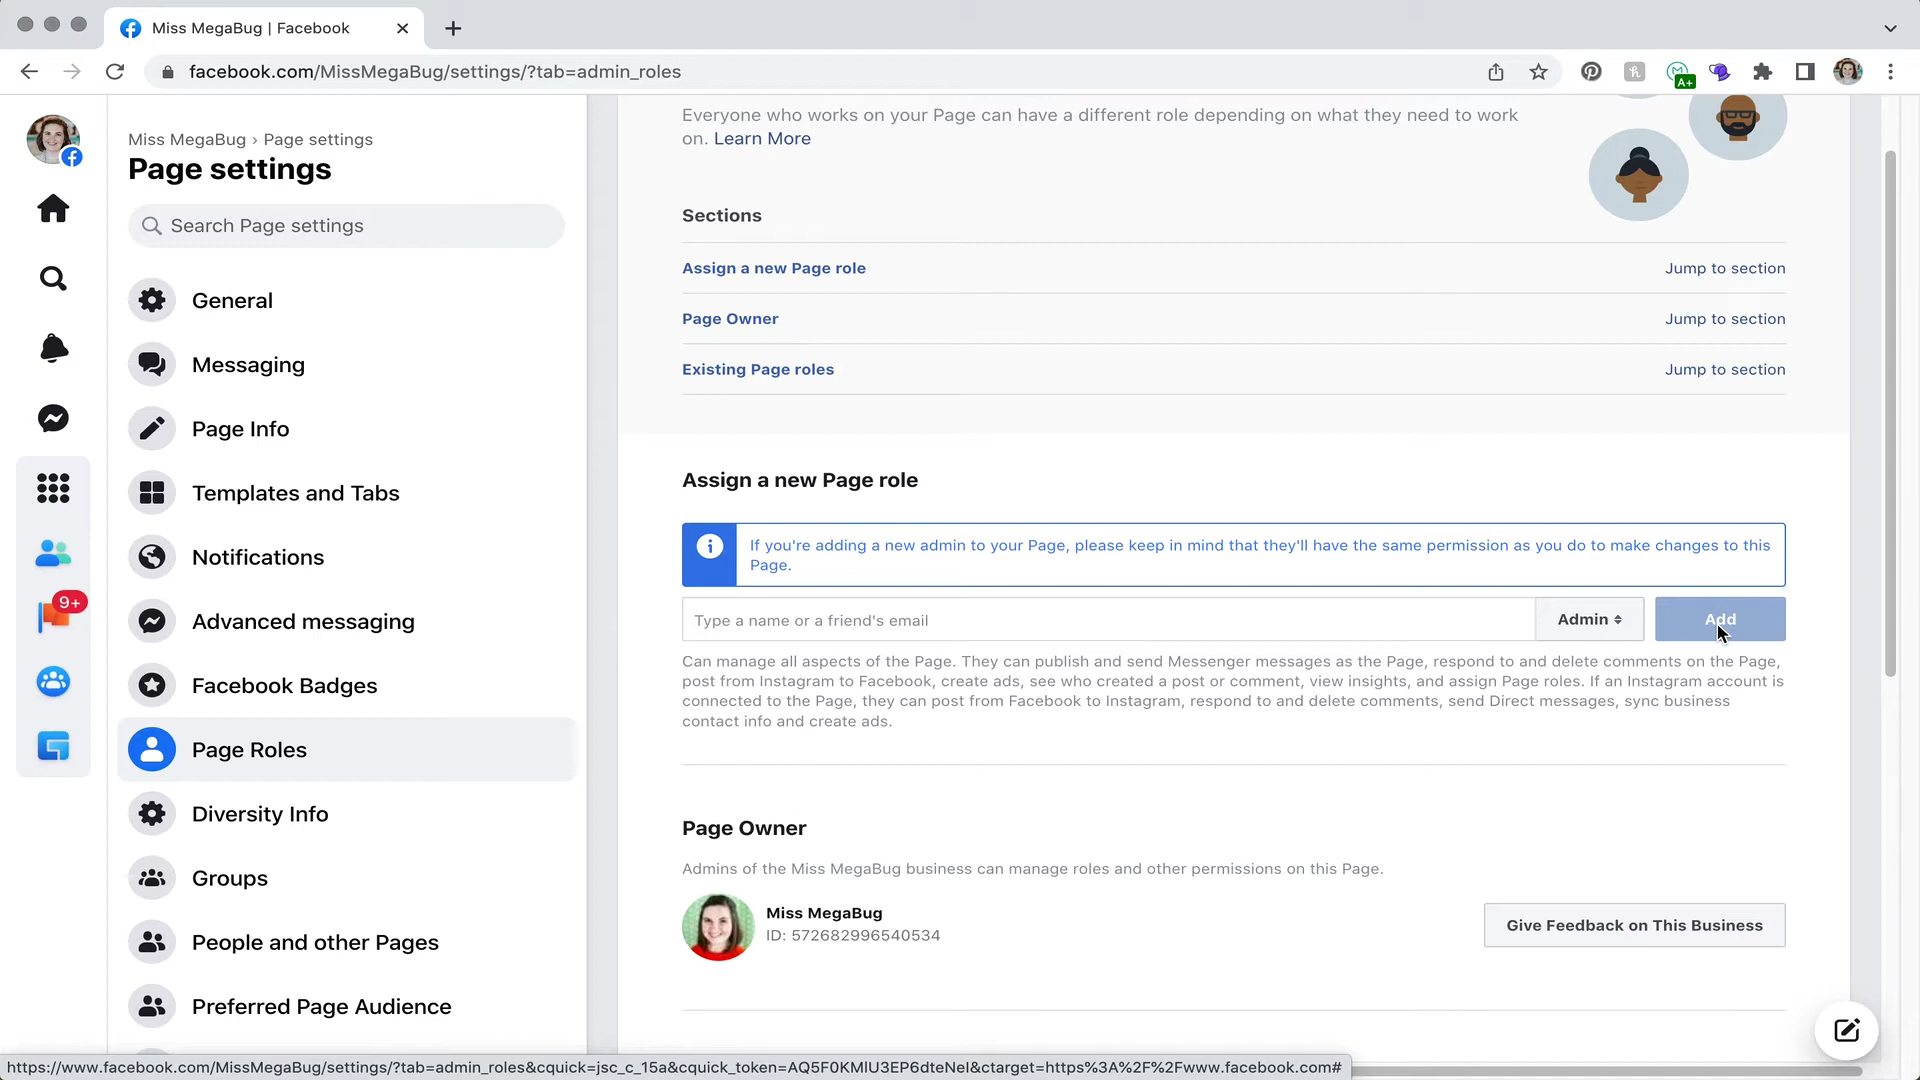 Miss MegaBug | Facebook
facebook.com/MissMegaBug/settings/?tab=admin_roles
A+
Miss MegaBug › Page settings
Page settings
Search Page settings
General
Messaging
Page Info
Templates and Tabs
Notifications
9+
Advanced messaging
Facebook Badges
Page Roles
Diversity Info
Groups
People and other Pages
Preferred Page Audience
Everyone who works on your Page can have a different role depending on what they need to work
on. Learn More
Sections
Assign a new Page role Jump to section
Page Owner Jump to section
Existing Page roles Jump to section
Assign a new Page role
If you're adding a new admin to your Page, please keep in mind that they'll have the same permission as you do to make changes to this
Page.
Type a name or a friend's email Admin Add
Can manage all aspects of the Page. They can publish and send Messenger messages as the Page, respond to and delete comments on the Page,
post from Instagram to Facebook, create ads, see who created a post or comment, view insights, and assign Page roles. If an Instagram account is
connected to the Page, they can post from Facebook to Instagram, respond to and delete comments, send Direct messages, sync business
contact info and create ads.
Page Owner
Admins of the Miss MegaBug business can manage roles and other permissions on this Page.
Miss MegaBug
ID: 572682996540534
Give Feedback on This Business
https://www.facebook.com/MissMegaBug/settings/?tab=admin_roles&cquick=jsc_c_15a&cquick_token=AQ5F0KMlU3EP6dteNeI&ctarget=https%3A%2F%2Fwww.facebook.com#